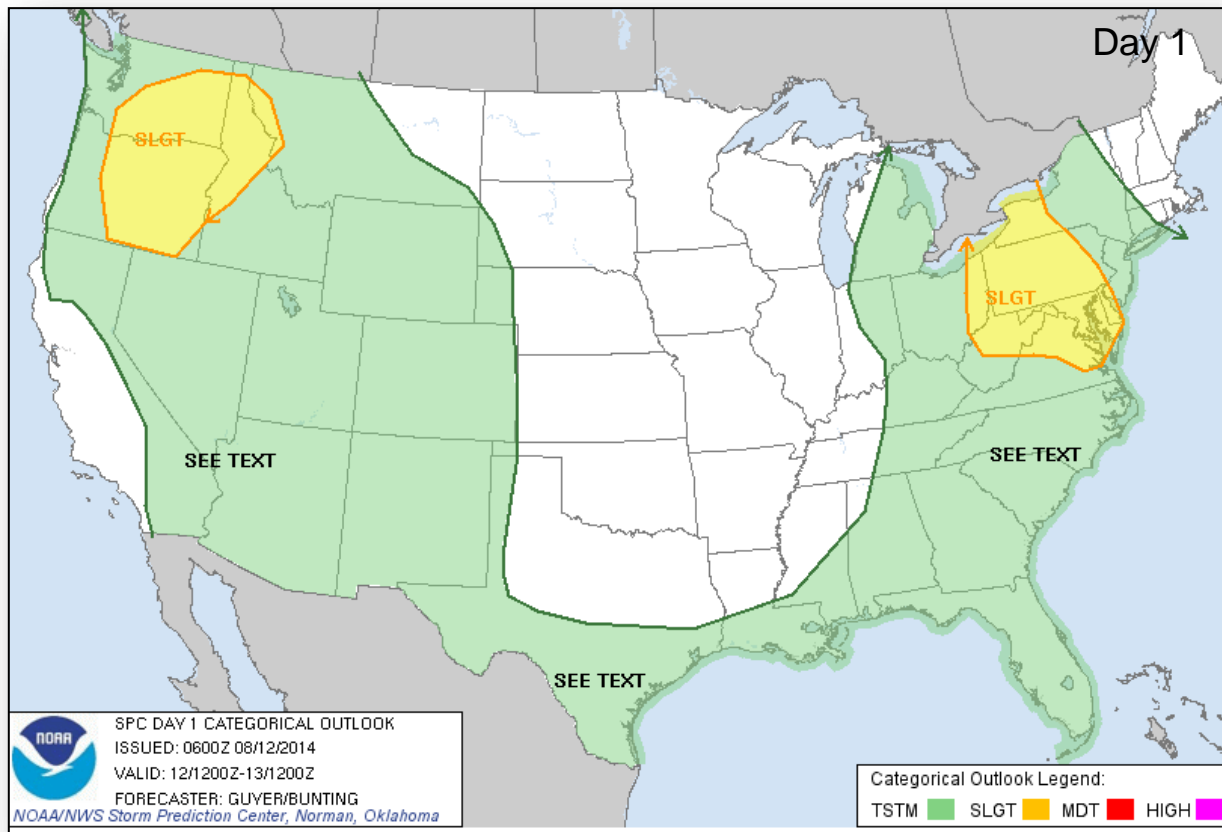 Day 1
SLGT
SLGT
SEE TEXT
SEE TEXT
SEE TEXT
NOAA
SPC DAY 1 CATEGORICAL OUTLOOK
ISSUED: 0600Z 08/12/2014
VALID: 12/1200Z-13/1200Z
FORECASTER: GUYER/BUNTING
NOAA/NWS Storm Prediction Center, Norman, Oklahoma
Categorical Outlook Legend:
TSTM SLGT MDT HIGH